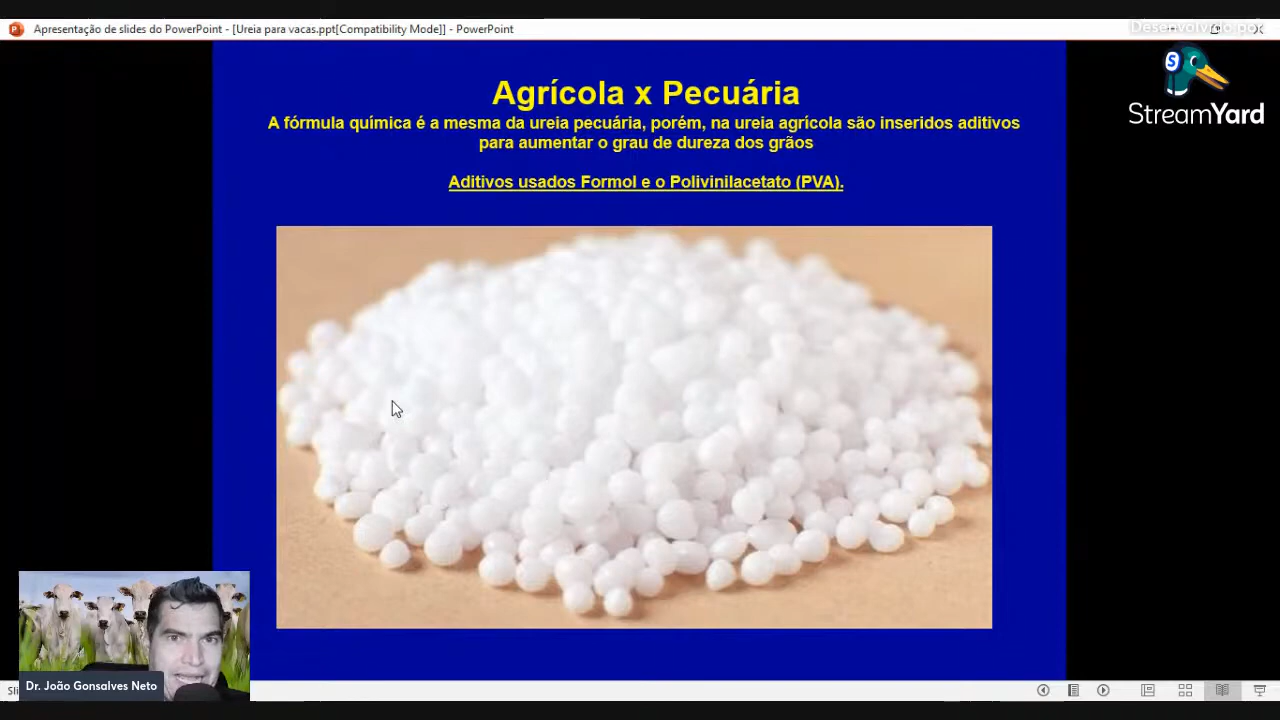 Apresentação de slides do PowerPoint - [Ureia para vacas.ppt[Compatibility Mode]] - PowerPoint
Desenvolvido por
StreamYard
Agrícola x Pecuária
A fórmula química é a mesma da ureia pecuária, porém, na ureia agrícola são inseridos aditivos
para aumentar o grau de dureza dos grãos
Aditivos usados Formol e o Polivinilacetato (PVA).
Dr. João Gonsalves Neto